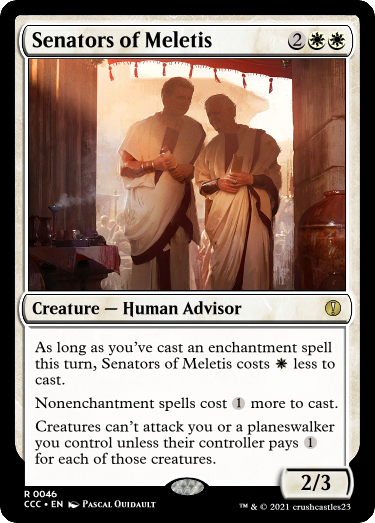 Senators of Meletis 2
Creature — Human Advisor
As long as you've cast an enchantment spell
this turn, Senators of Meletis costs less to
cast.
Nonenchantment spells cost 1 more to cast.
Creatures can't attack you or a planeswalker
you control unless their controller pays 1
for each of those creatures.
2/3
R 0046
CCC • EN Pascal Quidault
™ & © 2021 crushcastles23